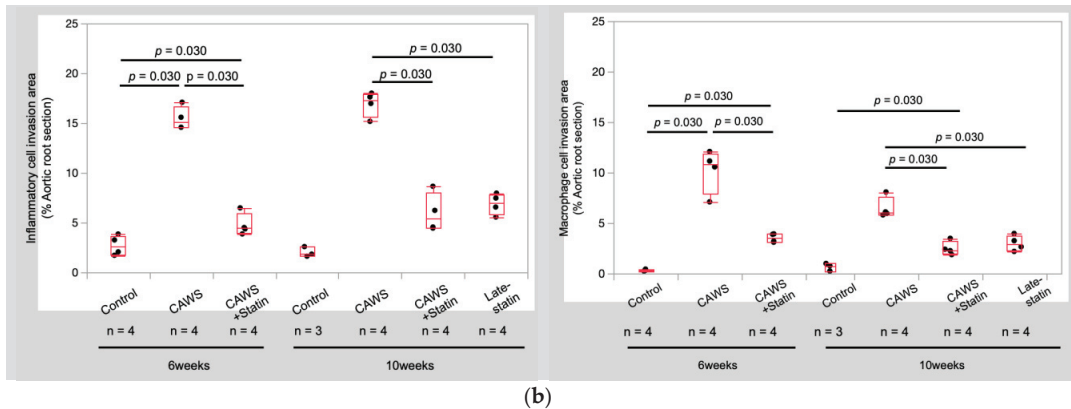 25
20
15
10
5
0
Inflammatory cell invasion area
(% Aortic root section)
p = 0.030
p = 0.030
p = 0.030 p = 0.030
p = 0.030
Control
CAWS
CAWS
+Statin
Control
CAWS
CAWS
+Statin
Late-
statin
n = 4 n = 4 n = 4 n = 3 n = 4 n = 4 n = 4
6weeks 10weeks
25
20
15
10
5
0
Macrophage cell invasion area
(% Aortic root section)
p = 0.030
p = 0.030
p = 0.030 p = 0.030
p = 0.030
p = 0.030
Control
CAWS
CAWS
+Statin
Control
CAWS
CAWS
+Statin
Late-
statin
n = 4 n = 4 n = 4 n = 3 n = 4 n = 4 n = 4
6weeks 10weeks
(b)